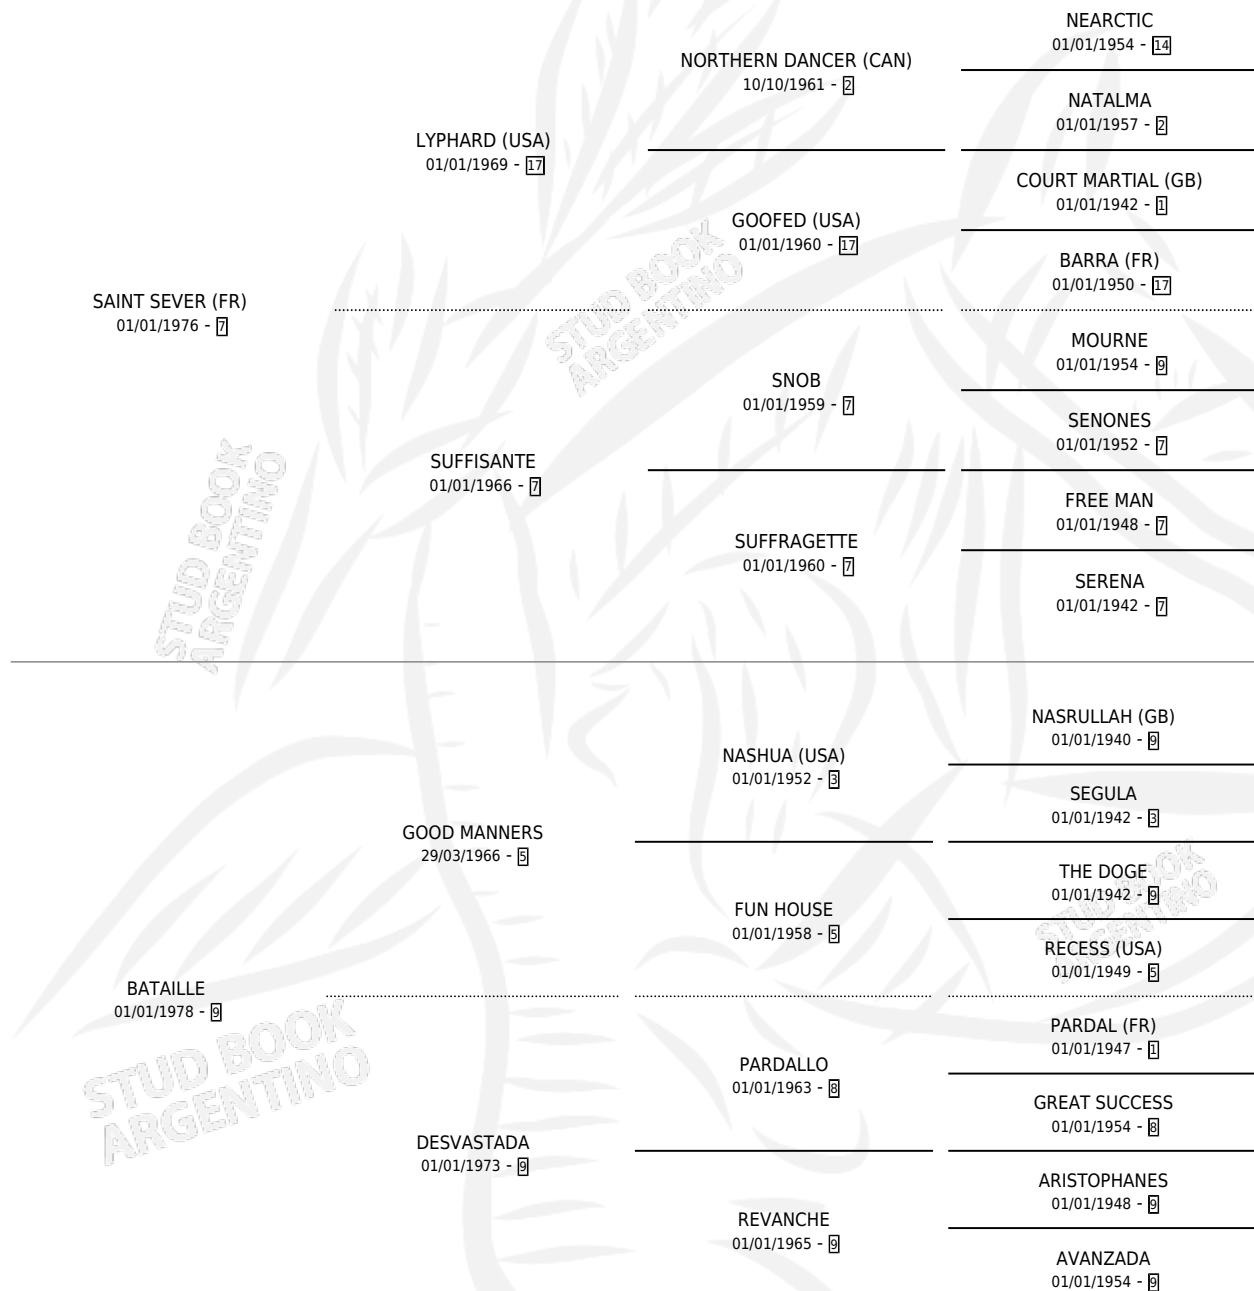 NEARCTIC
01/01/1954 - 14
NORTHERN DANCER (CAN)
10/10/1961 - 2
NATALMA
01/01/1957 - 2
LYPHARD (USA)
01/01/1969 - 17
COURT MARTIAL (GB)
01/01/1942 - 1
GOOFED (USA)
01/01/1960 - 17
BARRA (FR)
01/01/1950 - 17
SAINT SEVER (FR)
01/01/1976 - 7
MOURNE
01/01/1954 - 9
SNOB
01/01/1959 - 7
SENONES
01/01/1952 - 7
SUFFISANTE
01/01/1966 - 7
FREE MAN
01/01/1948 - 7
SUFFRAGETTE
01/01/1960 - 7
SERENA
01/01/1942 - 7
STUD BOOK
ARGENTINO
STUD BOOK
ARGENTINO
NASRULLAH (GB)
01/01/1940 - 9
NASHUA (USA)
01/01/1952 - 3
SEGULA
01/01/1942 - 3
GOOD MANNERS
29/03/1966 - 5
THE DOGE
01/01/1942 - 9
FUN HOUSE
01/01/1958 - 5
RECESS (USA)
01/01/1949 - 5
STUD BOOK
ARGENTINO
BATAILLE
01/01/1978 - 9
PARDAL (FR)
01/01/1947 - 1
PARDALLO
01/01/1963 - 8
GREAT SUCCESS
01/01/1954 - 8
DESVASTADA
01/01/1973 - 9
ARISTOPHANES
01/01/1948 - 9
REVANCHE
01/01/1965 - 9
AVANZADA
01/01/1954 - 9
STUD BOOK
ARGENTINO